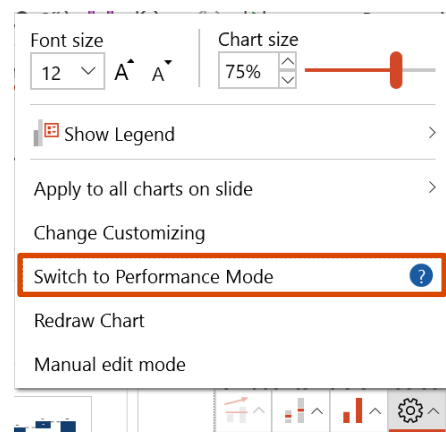 Font size
Chart size
12
A A
75%
Show Legend
Apply to all charts on slide
Change Customizing
Switch to Performance Mode
?
Redraw Chart
Manual edit mode